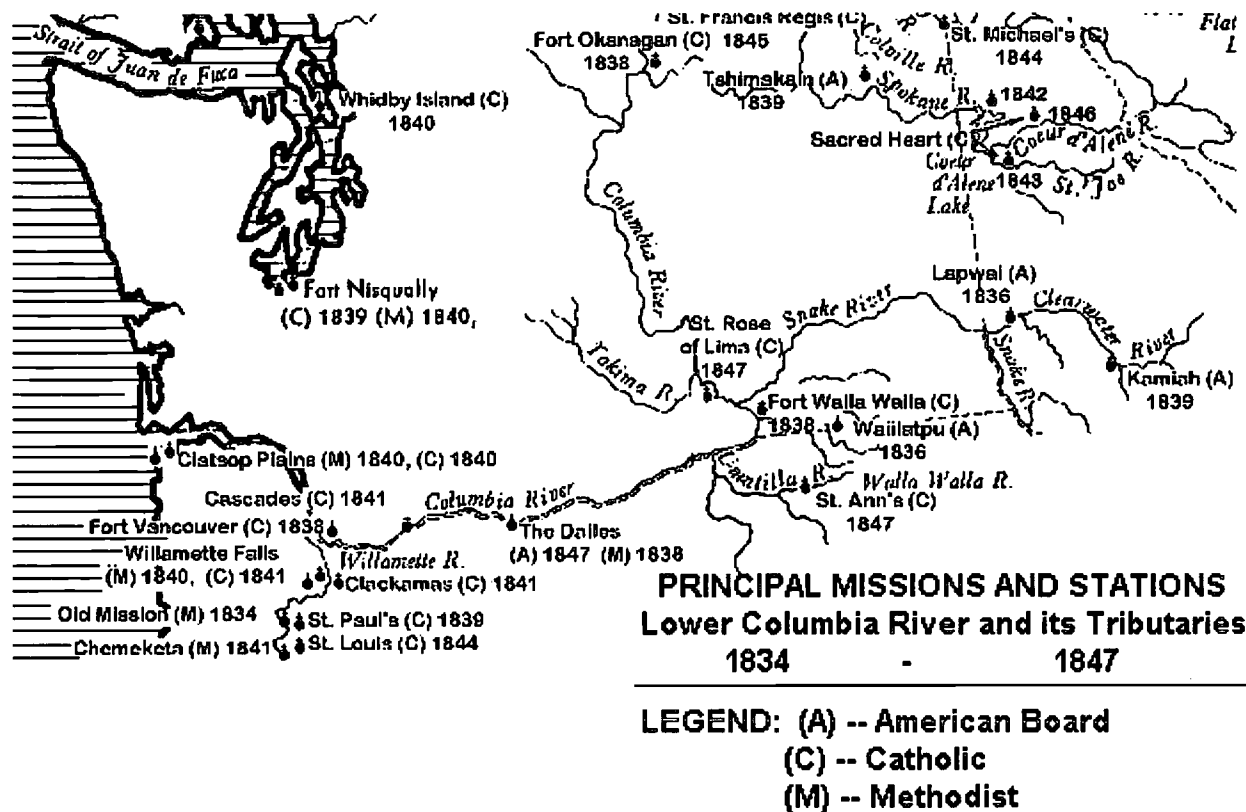 Strait of Juan de Fuca
Whidby Island (C)
1840
Fort Nisqually
(C) 1839 (M) 1840,
St. Francis Regis (C)
1845
Fort Okanagan (C)
1838
Tshimakain (A)
1839
Colville R.
Spokane R.
R.
St. Michael's (C)
1844
Flat
L
1842
1846
Sacred Heart (C)
1843
Coeur d'Alene R.
Coeur
d'Alene
Lake
St. Joe R.
Columbia River
Lapwai (A)
1836
Clearwater River
Kamiah (A)
1839
Snake River
Snake R.
St. Rose
of Lima (C)
1847
Yakima R.
Fort Walla Walla (C)
1838
Waiilatpu (A)
1836
Umatilla R.
Walla Walla R.
St. Ann's (C)
1847
Clatsop Plains (M) 1840, (C) 1840
Cascades (C) 1841
Columbia River
Fort Vancouver (C) 1838
The Dalles
(A) 1847 (M) 1838
Willamette Falls
(M) 1840, (C) 1841
Willamette R.
Clackamas (C) 1841
Old Mission (M) 1834
St. Paul's (C) 1839
Chemeketa (M) 1841
St. Louis (C) 1844
PRINCIPAL MISSIONS AND STATIONS
Lower Columbia River and its Tributaries
1834 - 1847
LEGEND: (A) -- American Board
(C) -- Catholic
(M) -- Methodist